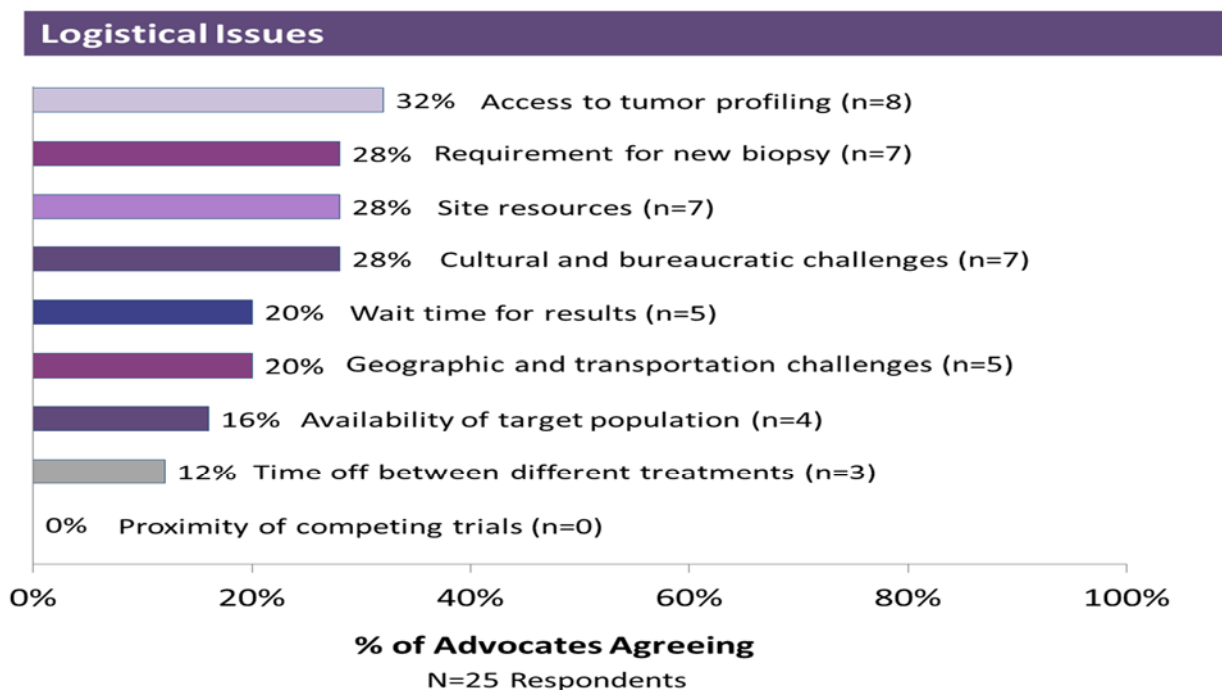 Logistical Issues
32% Access to tumor profiling (n=8)
28% Requirement for new biopsy (n=7)
28% Site resources (n=7)
28% Cultural and bureaucratic challenges (n=7)
20% Wait time for results (n=5)
20% Geographic and transportation challenges (n=5)
16% Availability of target population (n=4)
12% Time off between different treatments (n=3)
0% Proximity of competing trials (n=0)
0% 20% 40% 60% 80% 100%
% of Advocates Agreeing
N=25 Respondents